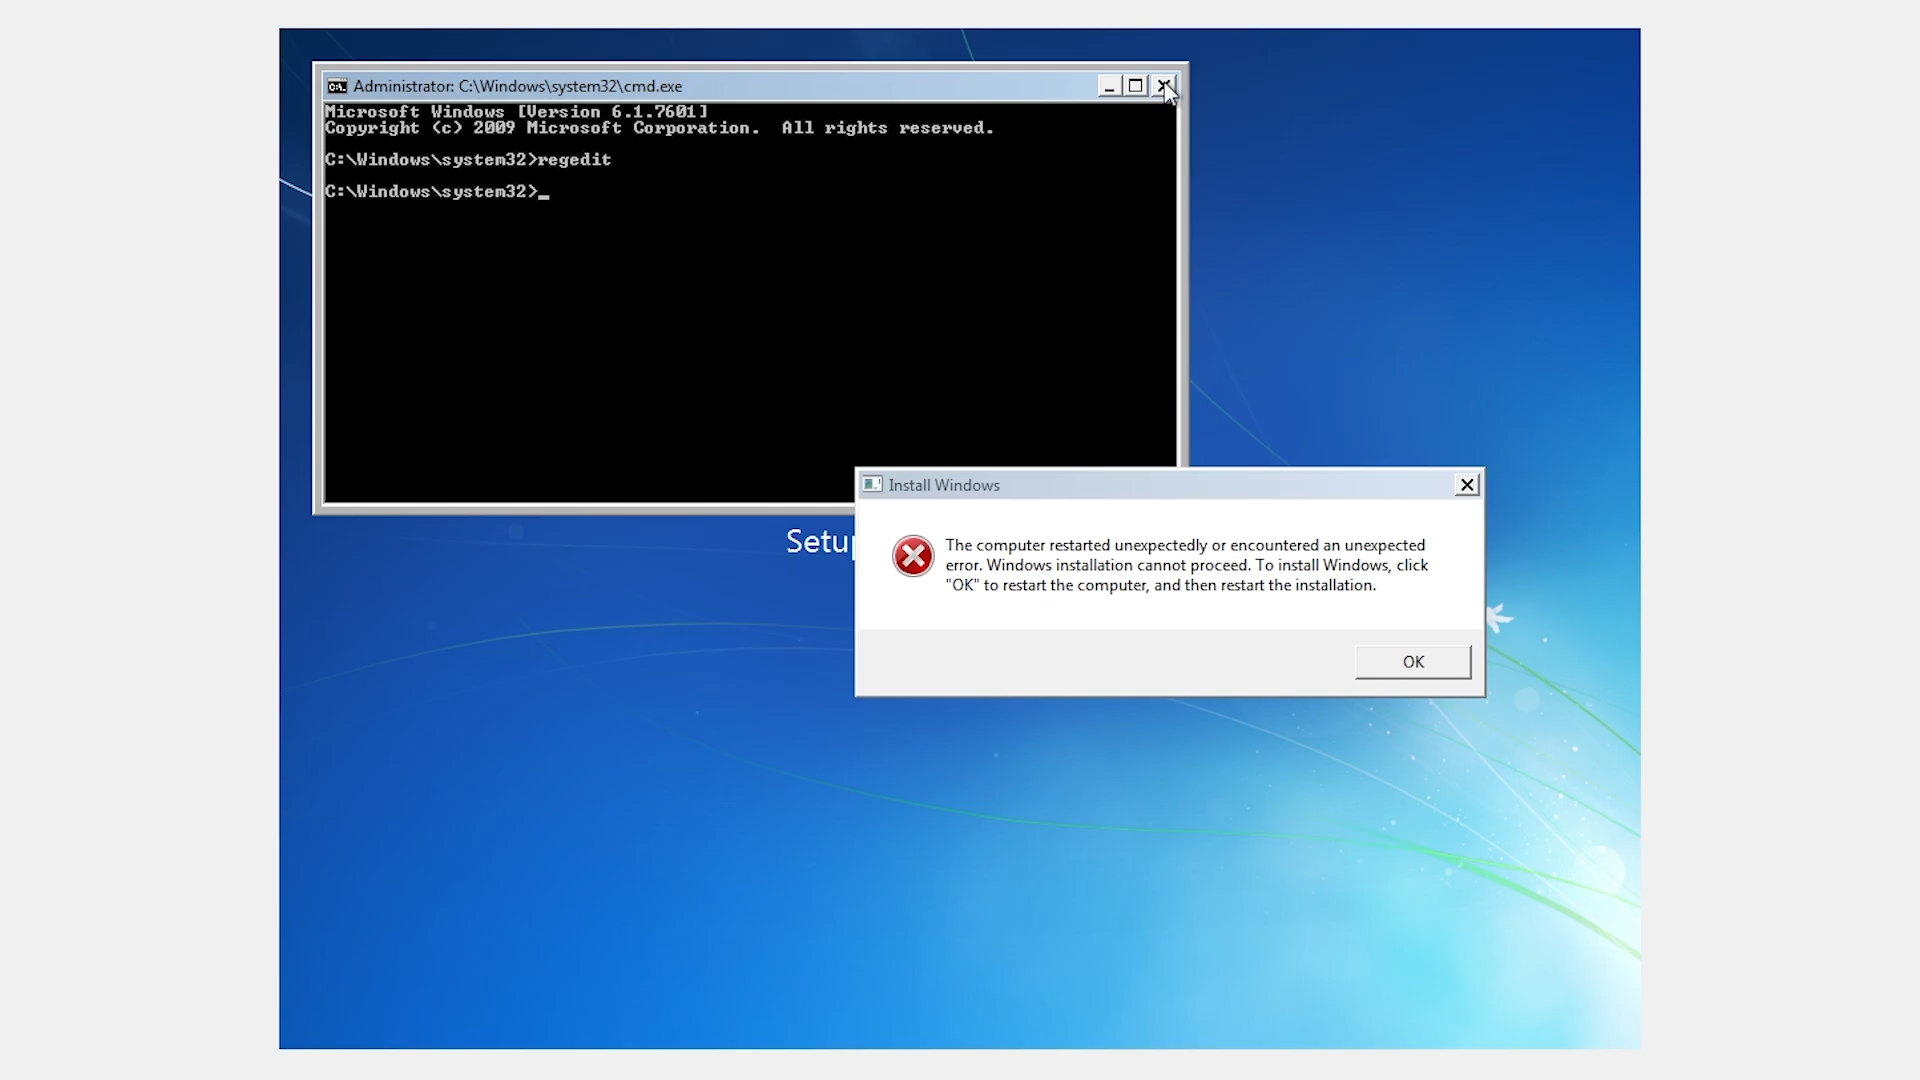 Administrator: C:\Windows\system32\cmd.exe
Microsoft Windows [Version 6.1.7601]
Copyright (c) 2009 Microsoft Corporation.  All rights reserved.
C:\Windows\system32>regedit
C:\Windows\system32>_
Install Windows
Setup
The computer restarted unexpectedly or encountered an unexpected
error. Windows installation cannot proceed. To install Windows, click
"OK" to restart the computer, and then restart the installation.
OK